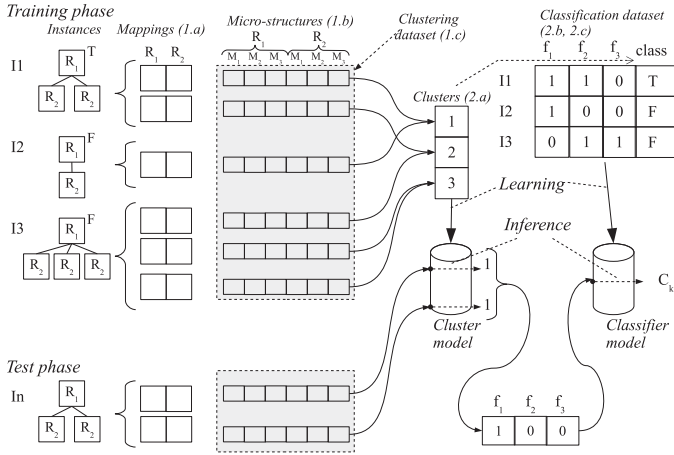 Training phase
Instances
Mappings (1.a)
Micro-structures (1.b)
Clustering
dataset (1.c)
Classification dataset
(2.b, 2.c)
R1 R2
R1 R2
M1 M2 M3 M1 M2 M3
f1 f2 f3 class
I1
R1 T
R2 R2
Clusters (2.a)
1
2
3
I1 1 1 0 T
I2 1 0 0 F
I3 0 1 1 F
I2
R1 F
R2
Learning
I3
R1 F
R2 R2 R2
Inference
1
1
Ck
Cluster
model
Classifier
model
Test phase
In
R1
R2 R2
f1 f2 f3
1 0 0